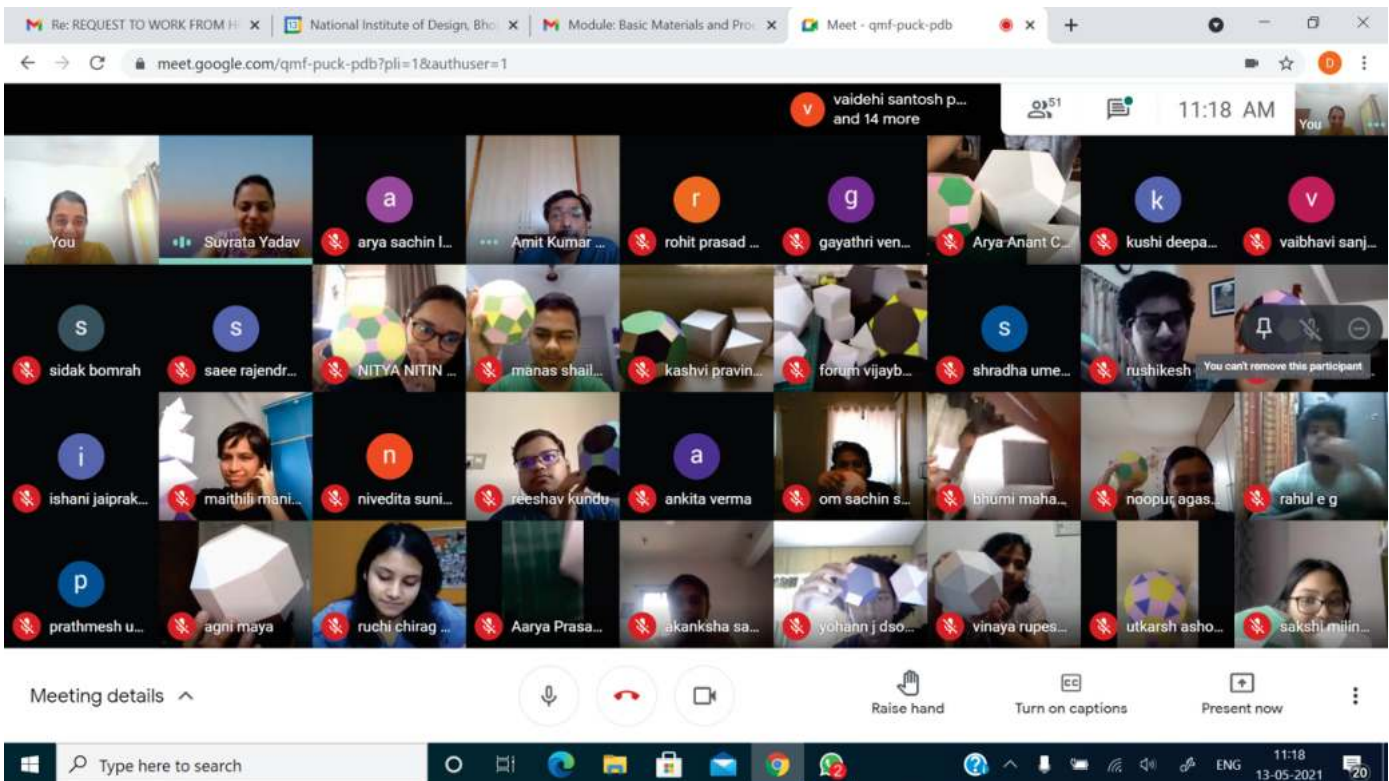 Re: REQUEST TO WORK FROM H
National Institute of Design, Bho
Module: Basic Materials and Pro
Meet - qmf-puck-pdb
meet.google.com/qmf-puck-pdb?pli=1&authuser=1
D
v
vaidehi santosh p...
and 14 more
51
11:18 AM
You
You
Suvrata Yadav
a
arya sachin l...
Amit Kumar ...
r
rohit prasad ...
g
gayathri ven...
Arya Anant C...
k
kushi deepa...
v
vaibhavi sanj...
s
sidak bomrah
s
saee rajendr...
NITYA NITIN ...
manas shail...
kashvi pravin...
forum vijayb...
s
shradha ume...
rushikesh
You can't remove this participant
i
ishani jaiprak...
maithili mani...
n
nivedita suni...
reeshav kundu
a
ankita verma
om sachin s...
bhumi maha...
noopur agas...
rahul e g
p
prathmesh u...
agni maya
ruchi chirag ...
Aarya Prasa...
akanksha sa...
yohann j dso...
vinaya rupes...
utkarsh asho...
sakshi milin...
Meeting details
Raise hand
CC
Turn on captions
Present now
Type here to search
2
ENG
11:18
13-05-2021
20